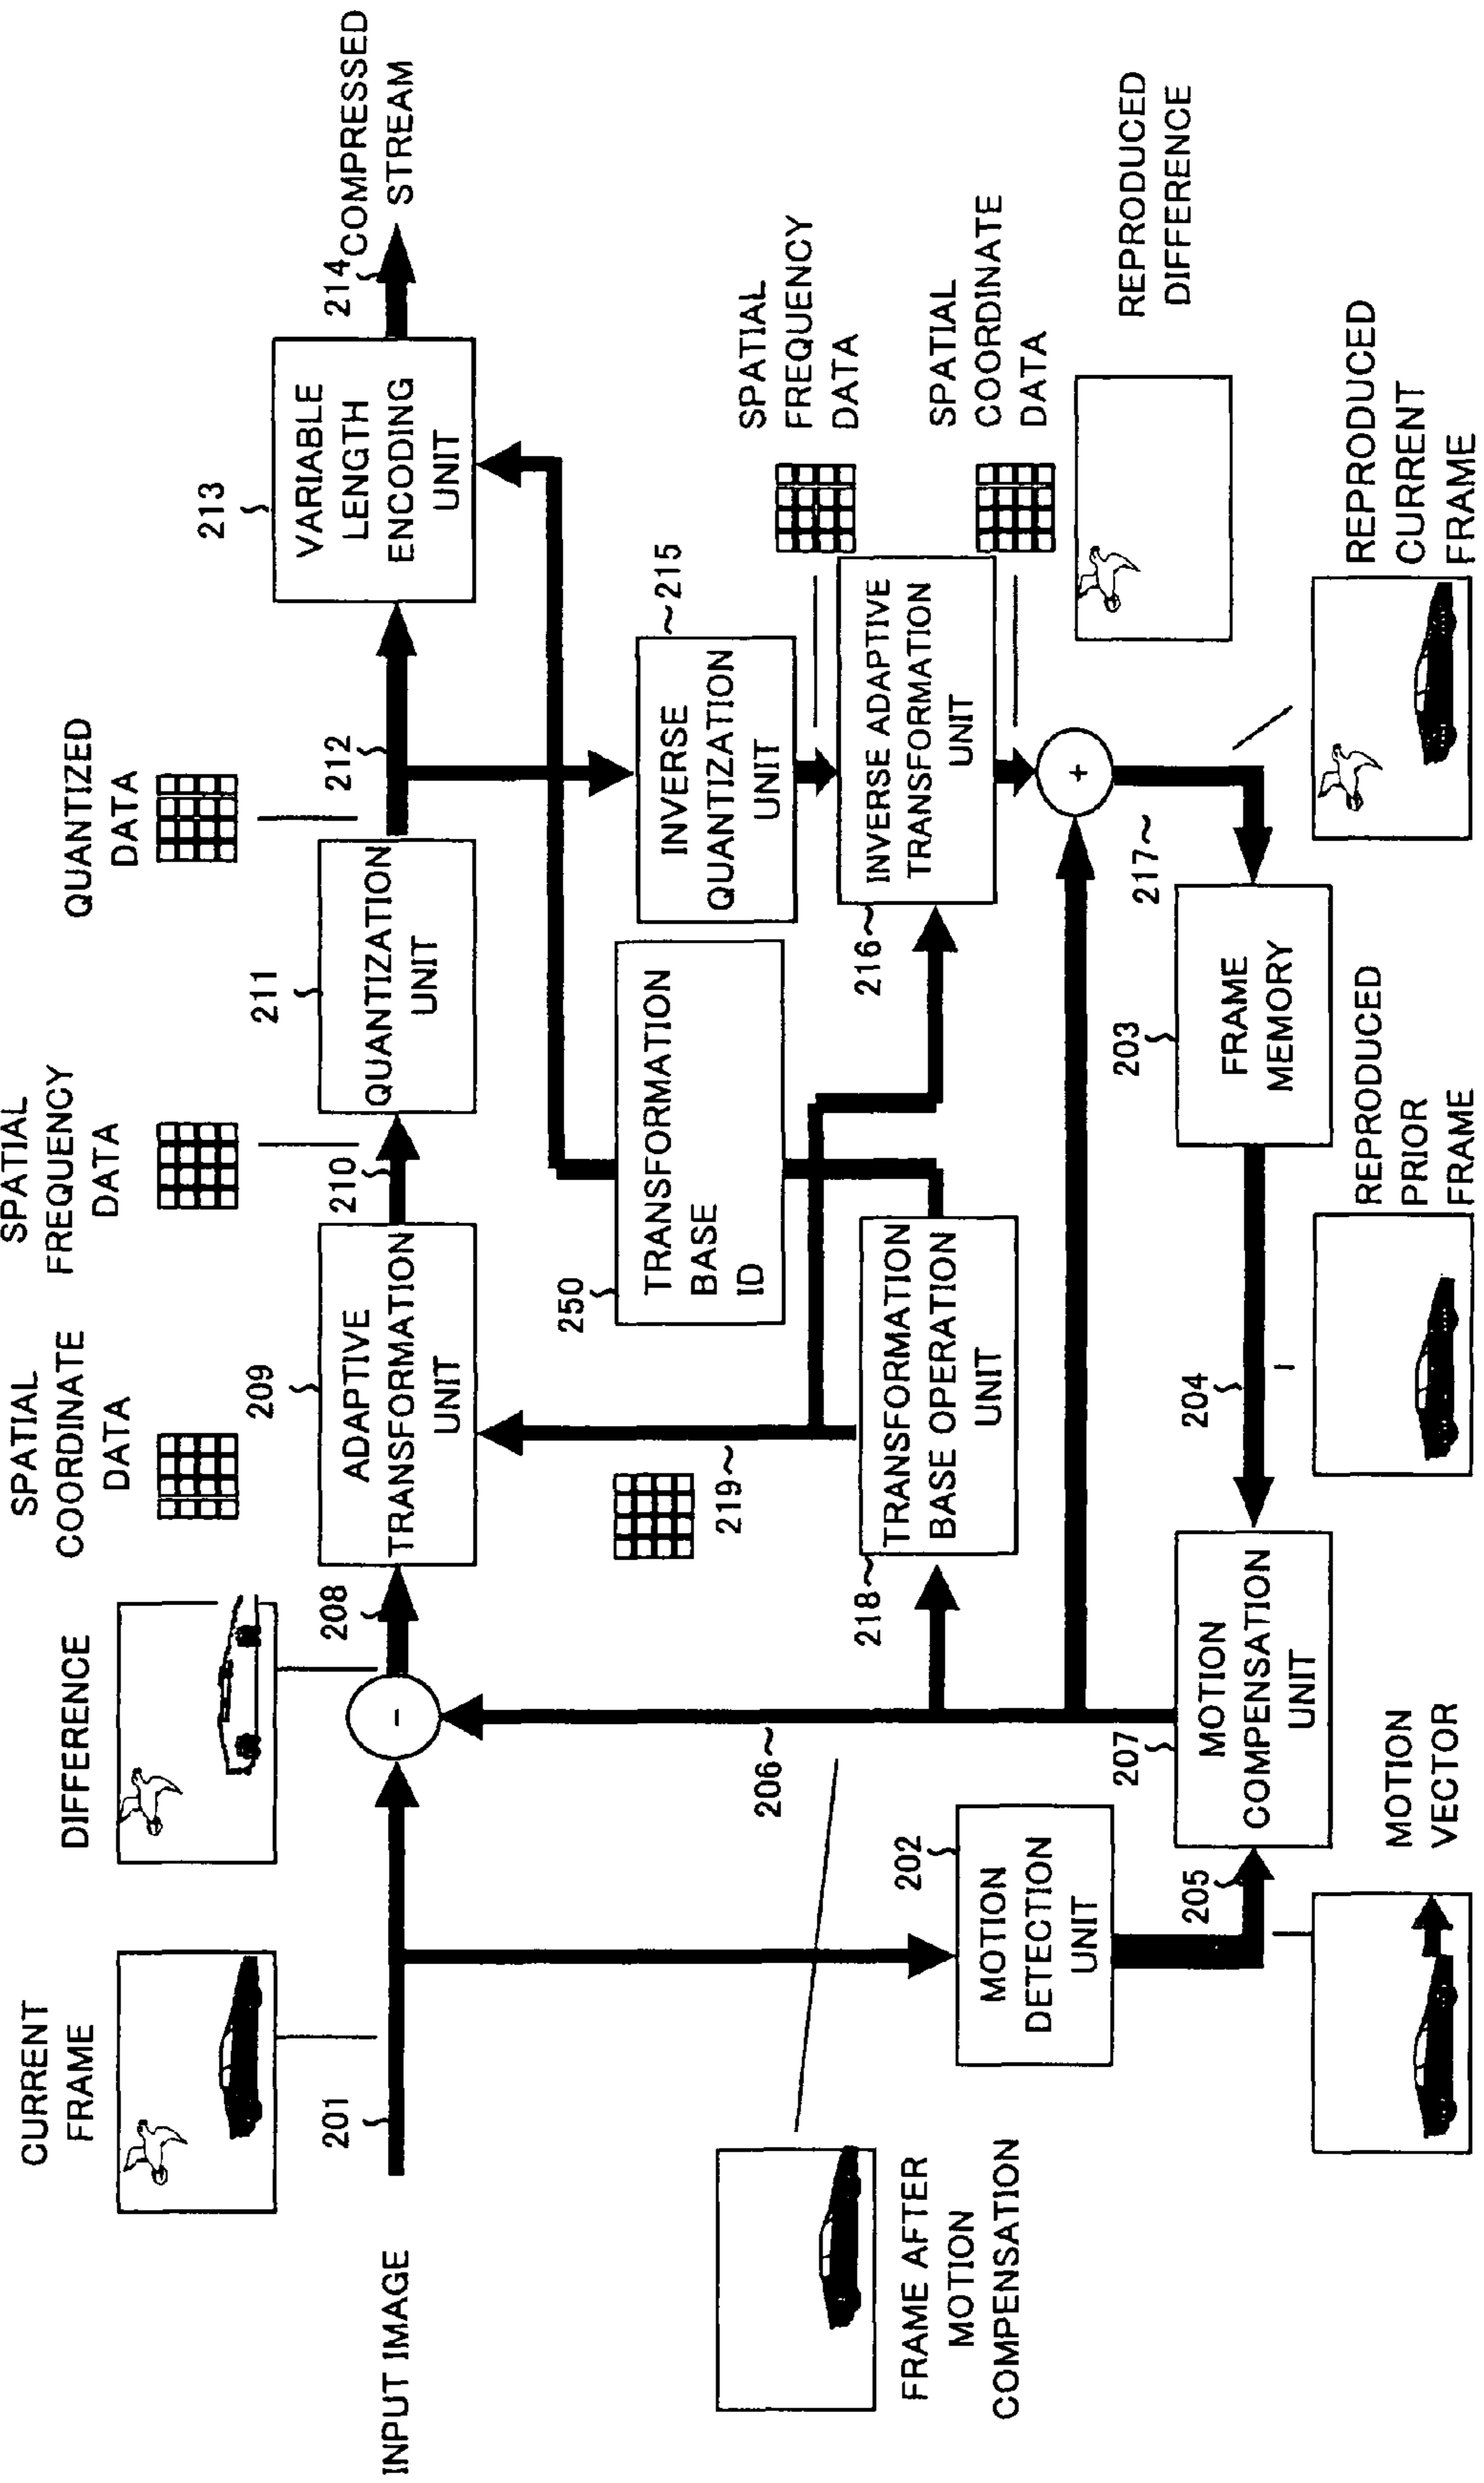 CURRENT
FRAME
DIFFERENCE
SPATIAL
COORDINATE
DATA
SPATIAL
FREQUENCY
DATA
QUANTIZED
DATA
INPUT IMAGE
201
208
209
ADAPTIVE
TRANSFORMATION
UNIT
210
211
QUANTIZATION
UNIT
212
213
VARIABLE
LENGTH
ENCODING
UNIT
214
COMPRESSED
STREAM
-
206
219
250
TRANSFORMATION
BASE
ID
INVERSE
QUANTIZATION
UNIT
215
SPATIAL
FREQUENCY
DATA
FRAME AFTER
MOTION
COMPENSATION
202
MOTION
DETECTION
UNIT
218
TRANSFORMATION
BASE OPERATION
UNIT
216
INVERSE ADAPTIVE
TRANSFORMATION
UNIT
SPATIAL
COORDINATE
DATA
+
REPRODUCED
DIFFERENCE
205
207
MOTION
COMPENSATION
UNIT
204
203
FRAME
MEMORY
217
MOTION
VECTOR
REPRODUCED
PRIOR
FRAME
REPRODUCED
CURRENT
FRAME